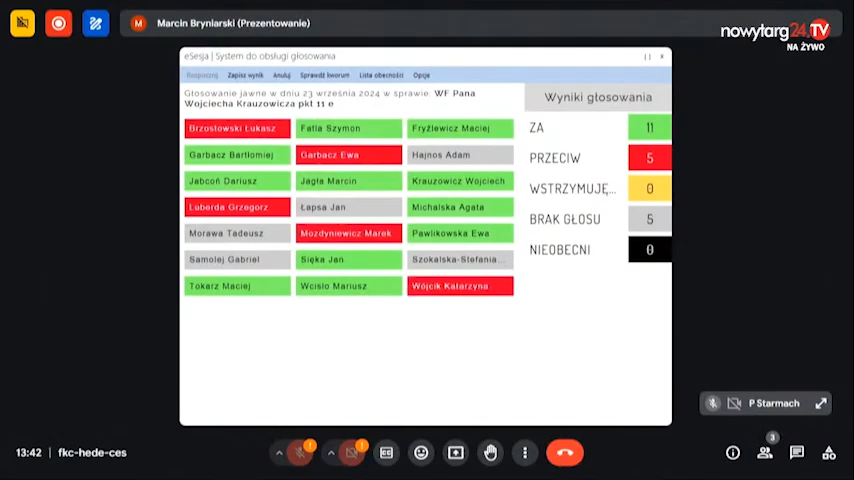 M Marcin Bryniarski (Prezentowanie)
nowytarg24.TV
NA ŻYWO
eSesja | System do obsługi głosowania
Rozpocznij Zapisz wynik Anuluj Sprawdź kworum Lista obecności Opcje
Głosowanie jawne w dniu 23 września 2024 w sprawie: WF Pana
Wojciecha Krauzowicza pkt 11 e
Wyniki głosowania
Brzostowski Łukasz Fatla Szymon Fryźlewicz Maciej
Garbacz Bartłomiej Garbacz Ewa Hajnos Adam
Jabcoń Dariusz Jagła Marcin Krauzowicz Wojciech
Luberda Grzegorz Łapsa Jan Michalska Agata
Morawa Tadeusz Mozdyniewicz Marek Pawlikowska Ewa
Samolej Gabriel Sięka Jan Szokalska-Stefania...
Tokarz Maciej Wcisło Mariusz Wójcik Katarzyna
ZA 11
PRZECIW 5
WSTRZYMUJĘ... 0
BRAK GŁOSU 5
NIEOBECNI 0
P Starmach
13:42 | fkc-hede-ces
3